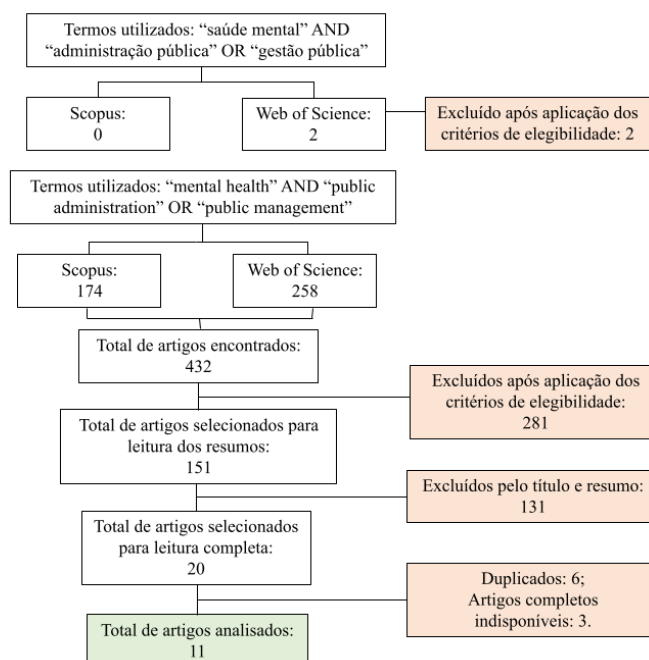 Termos utilizados: “saúde mental” AND
“administração pública” OR “gestão pública”
Scopus:
0
Web of Science:
2
Excluído após aplicação dos
critérios de elegibilidade: 2
Termos utilizados: “mental health” AND “public
administration” OR “public management”
Scopus:
174
Web of Science:
258
Total de artigos encontrados:
432
Excluídos após aplicação dos
critérios de elegibilidade:
281
Total de artigos selecionados para
leitura dos resumos:
151
Excluídos pelo título e resumo:
131
Total de artigos selecionados
para leitura completa:
20
Duplicados: 6;
Artigos completos
indisponíveis: 3.
Total de artigos analisados:
11